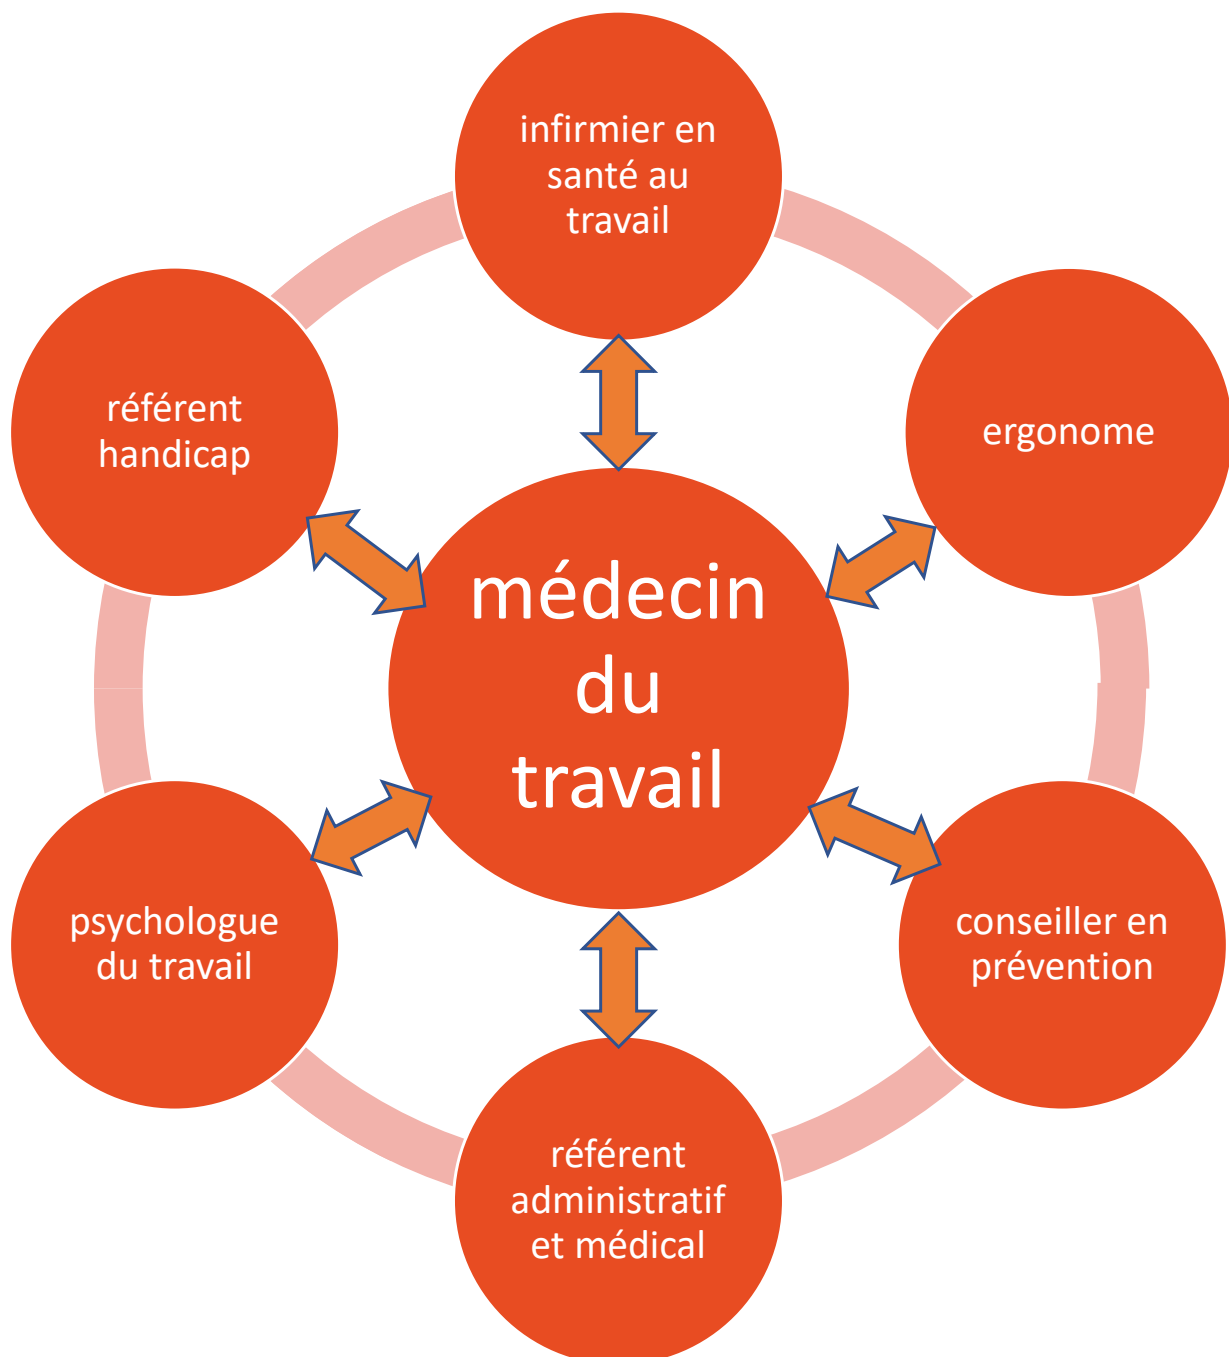 infirmier en
santé au
travail
référent
handicap
ergonome
médecin
du
travail
psychologue
du travail
conseiller en
prévention
référent
administratif
et médical